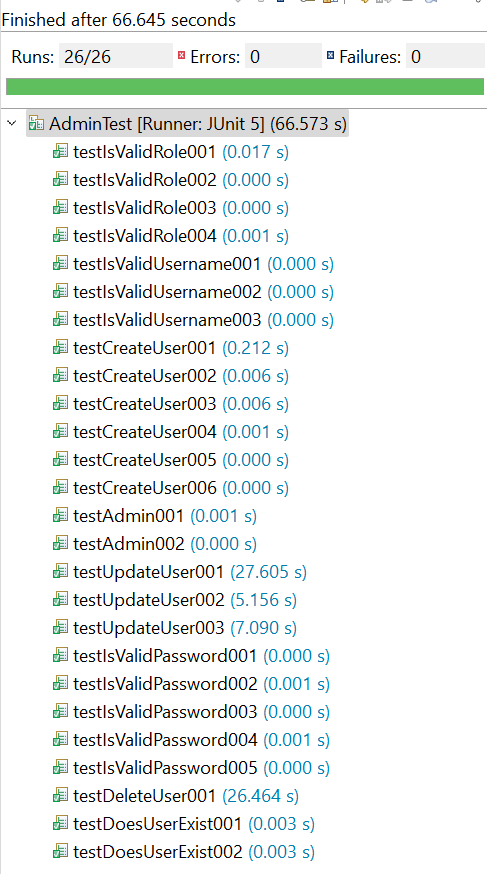 Finished after 66.645 seconds
Runs: 26/26 Errors: 0 Failures: 0
AdminTest [Runner: JUnit 5] (66.573 s)
testIsValidRole001 (0.017 s)
testIsValidRole002 (0.000 s)
testIsValidRole003 (0.000 s)
testIsValidRole004 (0.001 s)
testIsValidUsername001 (0.000 s)
testIsValidUsername002 (0.000 s)
testIsValidUsername003 (0.000 s)
testCreateUser001 (0.212 s)
testCreateUser002 (0.006 s)
testCreateUser003 (0.006 s)
testCreateUser004 (0.001 s)
testCreateUser005 (0.000 s)
testCreateUser006 (0.000 s)
testAdmin001 (0.001 s)
testAdmin002 (0.000 s)
testUpdateUser001 (27.605 s)
testUpdateUser002 (5.156 s)
testUpdateUser003 (7.090 s)
testIsValidPassword001 (0.000 s)
testIsValidPassword002 (0.001 s)
testIsValidPassword003 (0.000 s)
testIsValidPassword004 (0.001 s)
testIsValidPassword005 (0.000 s)
testDeleteUser001 (26.464 s)
testDoesUserExist001 (0.003 s)
testDoesUserExist002 (0.003 s)